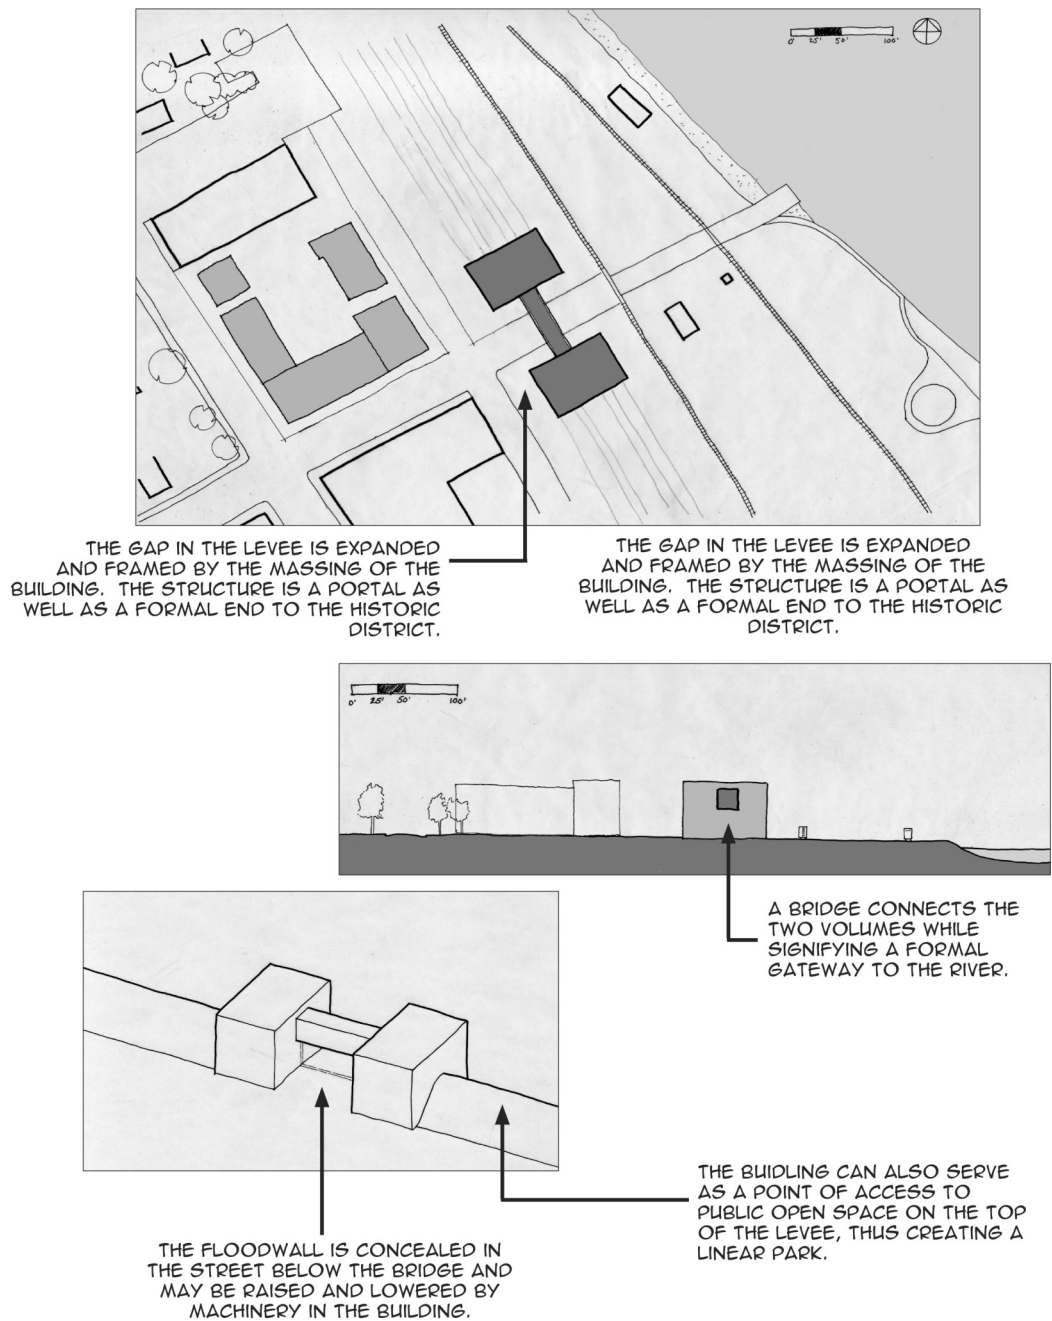 0' 25' 50' 100'
THE GAP IN THE LEVEE IS EXPANDED
AND FRAMED BY THE MASSING OF THE
BUILDING. THE STRUCTURE IS A PORTAL AS
WELL AS A FORMAL END TO THE HISTORIC
DISTRICT.
THE GAP IN THE LEVEE IS EXPANDED
AND FRAMED BY THE MASSING OF THE
BUILDING. THE STRUCTURE IS A PORTAL AS
WELL AS A FORMAL END TO THE HISTORIC
DISTRICT.
0' 25' 50' 100'
A BRIDGE CONNECTS THE
TWO VOLUMES WHILE
SIGNIFYING A FORMAL
GATEWAY TO THE RIVER.
THE BUIDLING CAN ALSO SERVE
AS A POINT OF ACCESS TO
PUBLIC OPEN SPACE ON THE TOP
OF THE LEVEE, THUS CREATING A
LINEAR PARK.
THE FLOODWALL IS CONCEALED IN
THE STREET BELOW THE BRIDGE AND
MAY BE RAISED AND LOWERED BY
MACHINERY IN THE BUILDING.